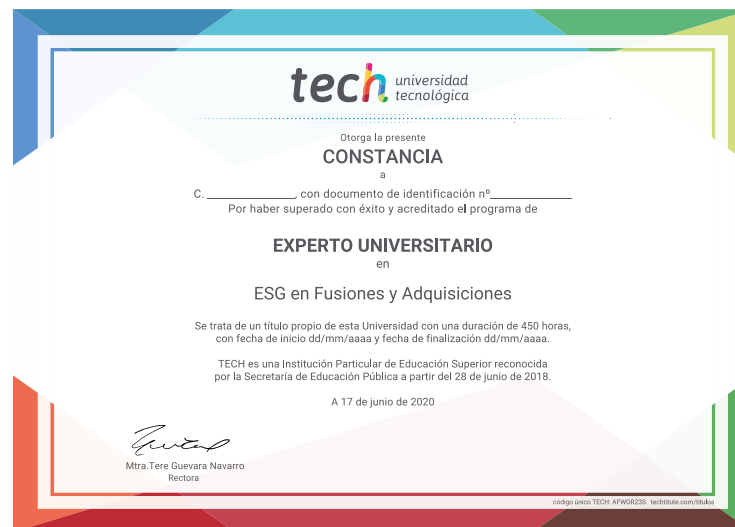 tech universidad
tecnológica
Otorga la presente
CONSTANCIA
a
C. ________________, con documento de identificación nº______________
Por haber superado con éxito y acreditado el programa de
EXPERTO UNIVERSITARIO
en
ESG en Fusiones y Adquisiciones
Se trata de un título propio de esta Universidad con una duración de 450 horas,
con fecha de inicio dd/mm/aaaa y fecha de finalización dd/mm/aaaa.
TECH es una Institución Particular de Educación Superior reconocida
por la Secretaría de Educación Pública a partir del 28 de junio de 2018.
A 17 de junio de 2020
Mtra.Tere Guevara Navarro
Rectora
código único TECH: AFWOR23S techtitute.com/titulos